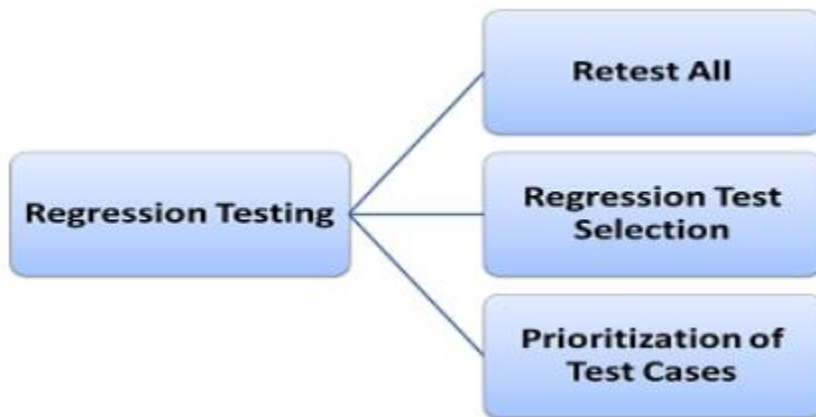 Regression Testing
Retest All
Regression Test
Selection
Prioritization of
Test Cases